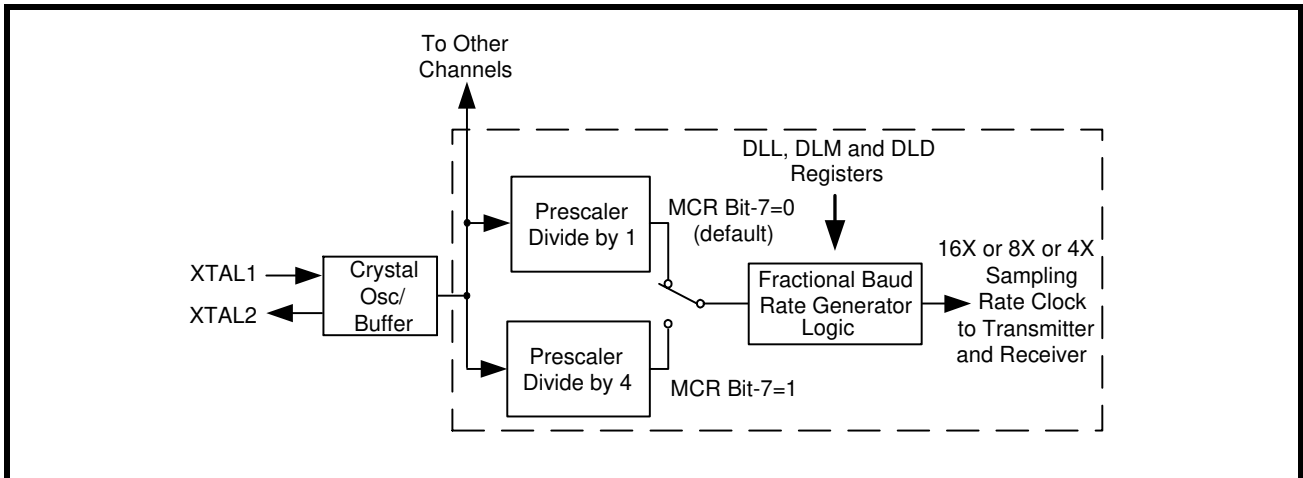 To Other
Channels
DLL, DLM and DLD
Registers
Prescaler
Divide by 1
MCR Bit-7=0
(default)
XTAL1
XTAL2
Crystal
Osc/
Buffer
Fractional Baud
Rate Generator
Logic
16X or 8X or 4X
Sampling
Rate Clock
to Transmitter
and Receiver
Prescaler
Divide by 4
MCR Bit-7=1